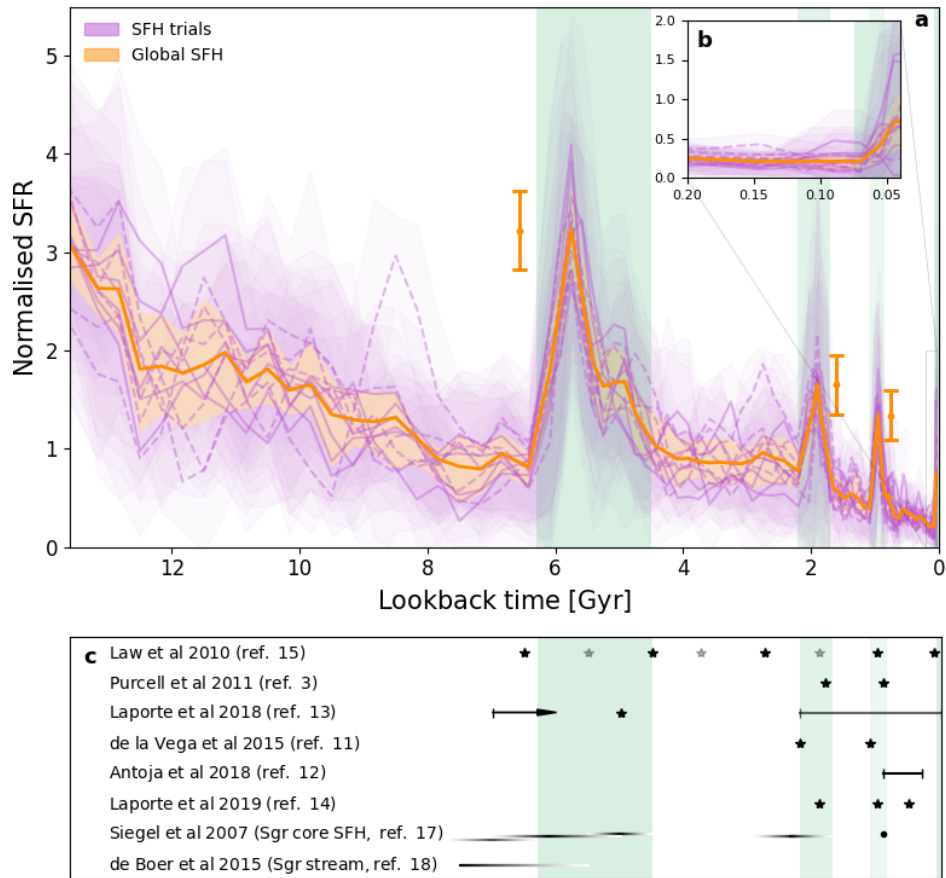 a
SFH trials
Global SFH
b
2.0
1.5
1.0
0.5
0.0
0.20 0.15 0.10 0.05
5
4
3
2
1
0
Normalised SFR
12 10 8 6 4 2 0
Lookback time [Gyr]
c
Law et al 2010 (ref. 15)
Purcell et al 2011 (ref. 3)
Laporte et al 2018 (ref. 13)
de la Vega et al 2015 (ref. 11)
Antoja et al 2018 (ref. 12)
Laporte et al 2019 (ref. 14)
Siegel et al 2007 (Sgr core SFH, ref. 17)
de Boer et al 2015 (Sgr stream, ref. 18)